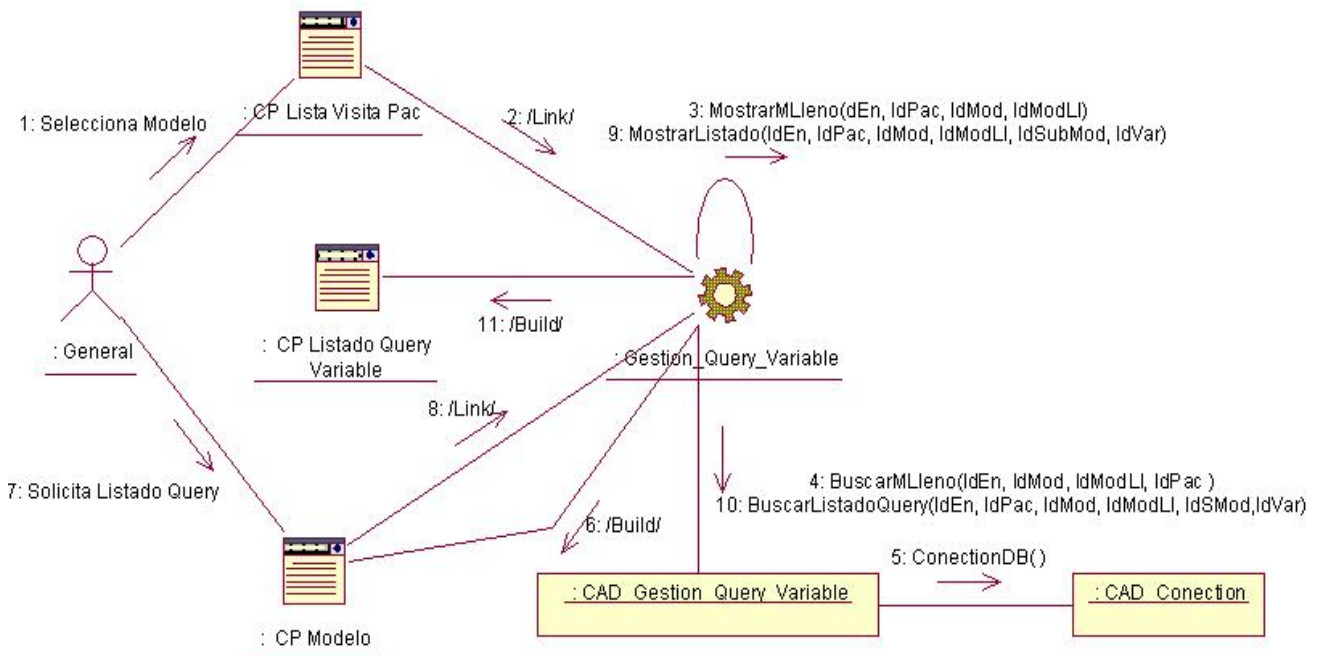 : CP Lista Visita Pac
1: Selecciona Modelo
2: /Link/
3: MostrarMLleno(dEn, IdPac, IdMod, IdModLl)
9: MostrarListado(IdEn, IdPac, IdMod, IdModLl, IdSubMod, IdVar)
11: /Build/
: General
: CP Listado Query
Variable
: Gestion_Query_Variable
8: /Link/
7: Solicita Listado Query
4: BuscarMLleno(IdEn, IdMod, IdModLl, IdPac )
10: BuscarListadoQuery(IdEn, IdPac, IdMod, IdModLl, IdSMod,IdVar)
6: /Build/
5: ConectionDB()
: CAD_Gestion_Query_Variable
: CAD_Conection
: CP Modelo